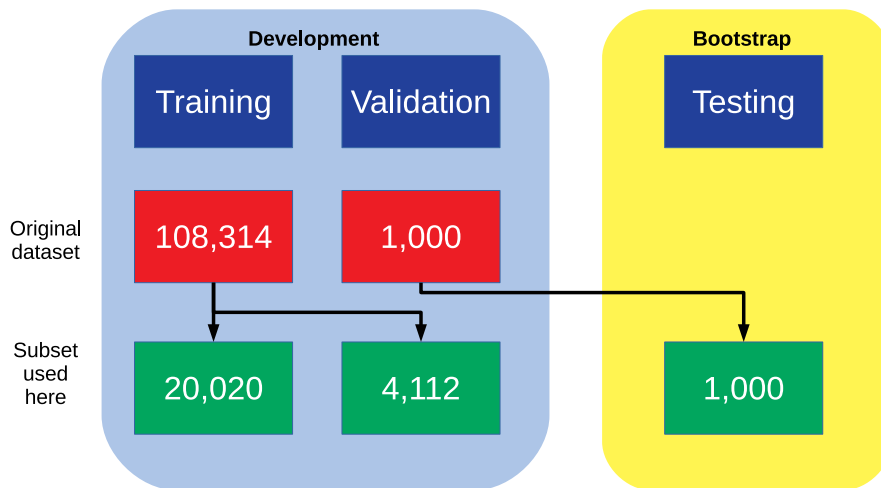 Development
Bootstrap
Training
Validation
Testing
Original
dataset
108,314
1,000
Subset
used
here
20,020
4,112
1,000